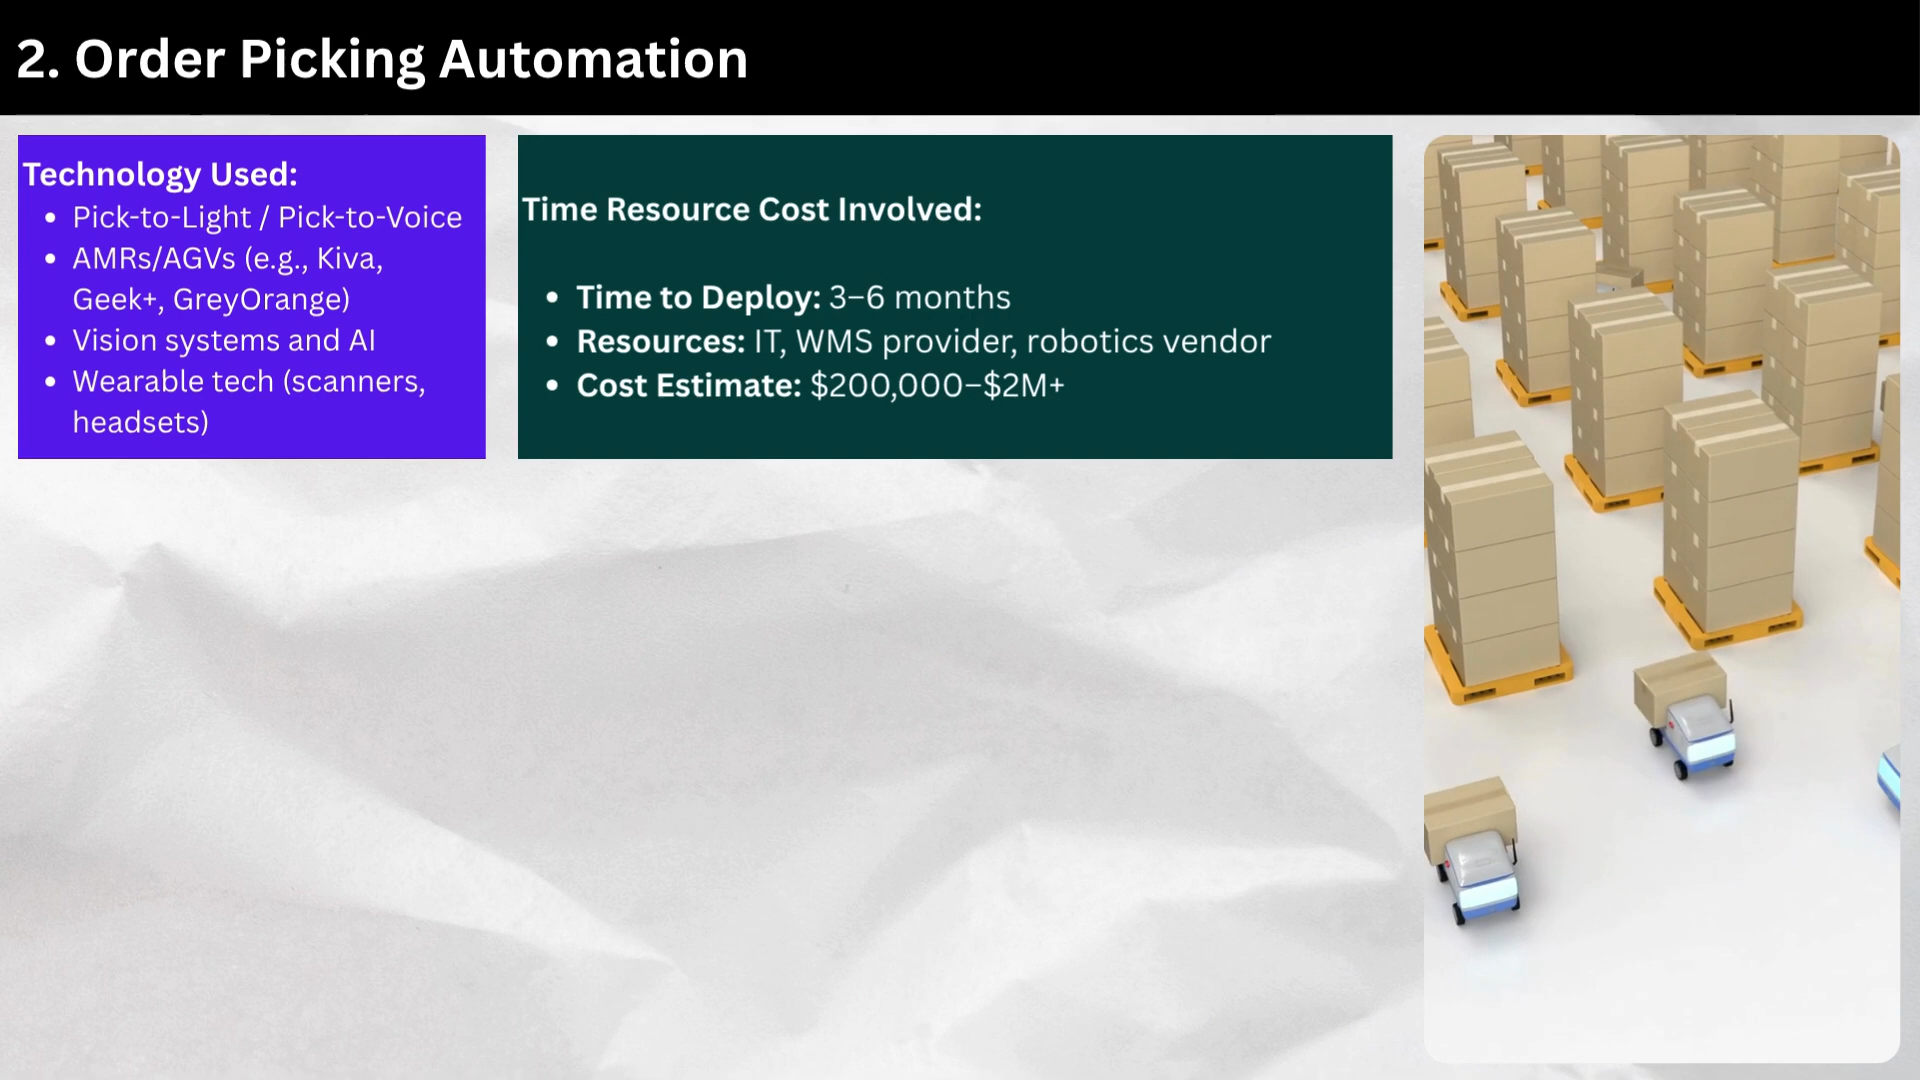 2. Order Picking Automation
Technology Used:
• Pick-to-Light / Pick-to-Voice
• AMRs/AGVs (e.g., Kiva,
Geek+, GreyOrange)
• Vision systems and AI
• Wearable tech (scanners,
headsets)
Time Resource Cost Involved:
• Time to Deploy: 3–6 months
• Resources: IT, WMS provider, robotics vendor
• Cost Estimate: $200,000–$2M+